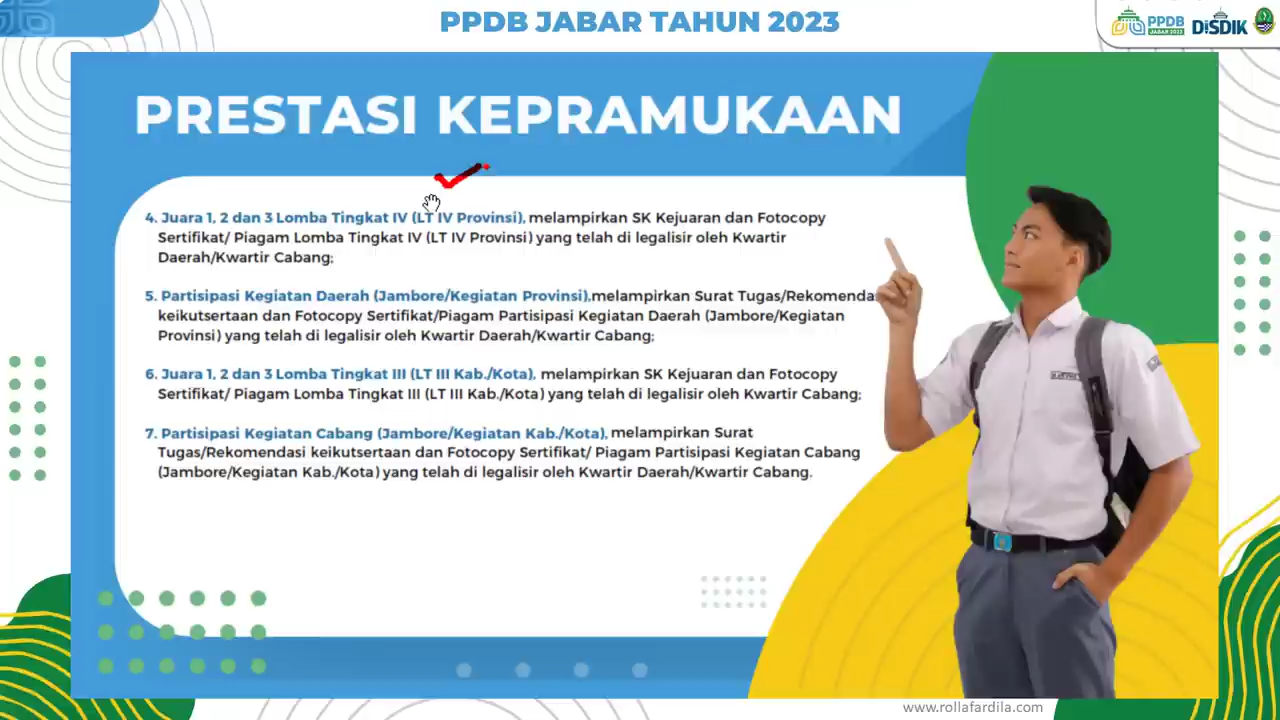 PPDB JABAR TAHUN 2023
PPDB
JABAR 2023
DISDIK
PRESTASI KEPRAMUKAAN
4. Juara 1, 2 dan 3 Lomba Tingkat IV (LT IV Provinsi), melampirkan SK Kejuaran dan Fotocopy
Sertifikat/ Piagam Lomba Tingkat IV (LT IV Provinsi) yang telah di legalisir oleh Kwartir
Daerah/Kwartir Cabang;
5. Partisipasi Kegiatan Daerah (Jambore/Kegiatan Provinsi),melampirkan Surat Tugas/Rekomendas
keikutsertaan dan Fotocopy Sertifikat/Piagam Partisipasi Kegiatan Daerah (Jambore/Kegiatan
Provinsi) yang telah di legalisir oleh Kwartir Daerah/Kwartir Cabang;
6. Juara 1, 2 dan 3 Lomba Tingkat III (LT III Kab./Kota), melampirkan SK Kejuaran dan Fotocopy
Sertifikat/ Piagam Lomba Tingkat III (LT III Kab./Kota) yang telah di legalisir oleh Kwartir Cabang;
7. Partisipasi Kegiatan Cabang (Jambore/Kegiatan Kab./Kota), melampirkan Surat
Tugas/Rekomendasi keikutsertaan dan Fotocopy Sertifikat/ Piagam Partisipasi Kegiatan Cabang
(Jambore/Kegiatan Kab./Kota) yang telah di legalisir oleh Kwartir Daerah/Kwartir Cabang.
www.rollafardila.com